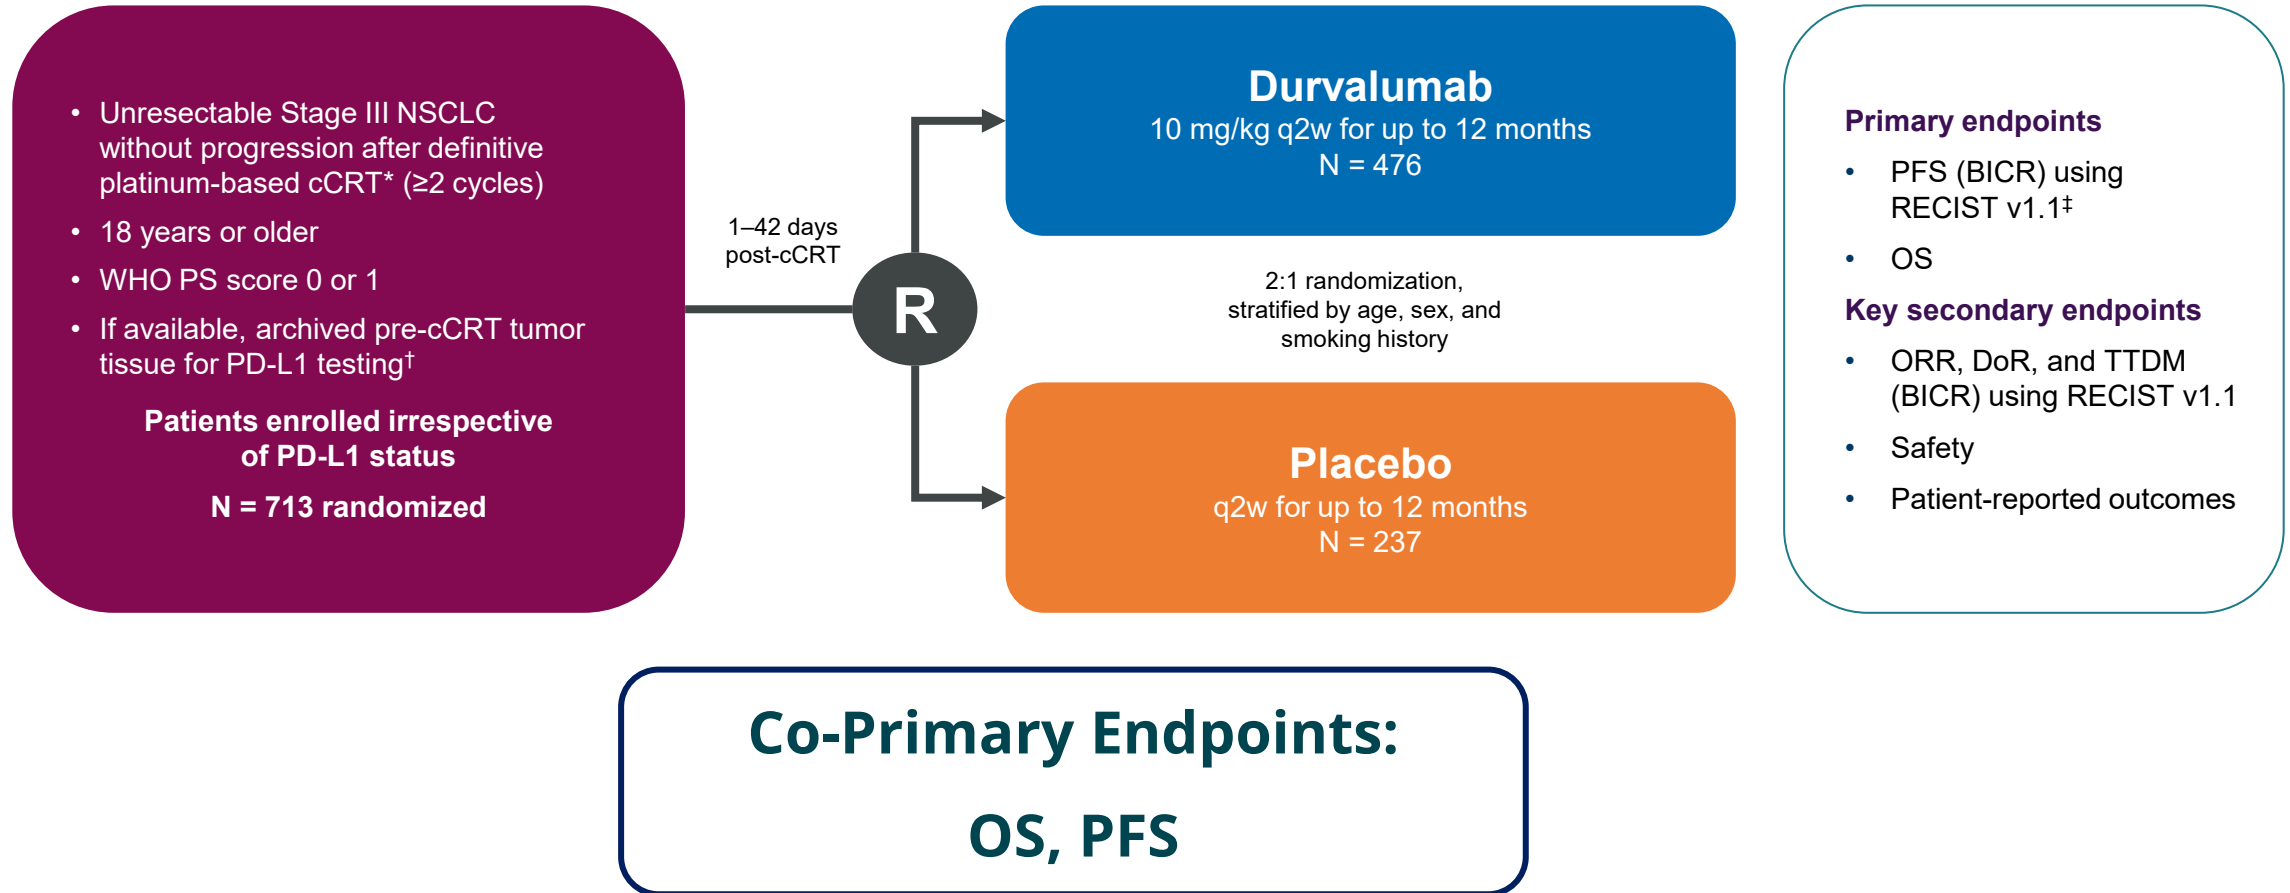 • Unresectable Stage III NSCLC
without progression after definitive
platinum-based cCRT* (≥2 cycles)
• 18 years or older
• WHO PS score 0 or 1
• If available, archived pre-cCRT tumor
tissue for PD-L1 testing†
Patients enrolled irrespective
of PD-L1 status
N = 713 randomized
1–42 days
post-cCRT
R
Durvalumab
10 mg/kg q2w for up to 12 months
N = 476
2:1 randomization,
stratified by age, sex, and
smoking history
Placebo
q2w for up to 12 months
N = 237
Primary endpoints
• PFS (BICR) using
RECIST v1.1‡
• OS
Key secondary endpoints
• ORR, DoR, and TTDM
(BICR) using RECIST v1.1
• Safety
• Patient-reported outcomes
Co-Primary Endpoints:
OS, PFS